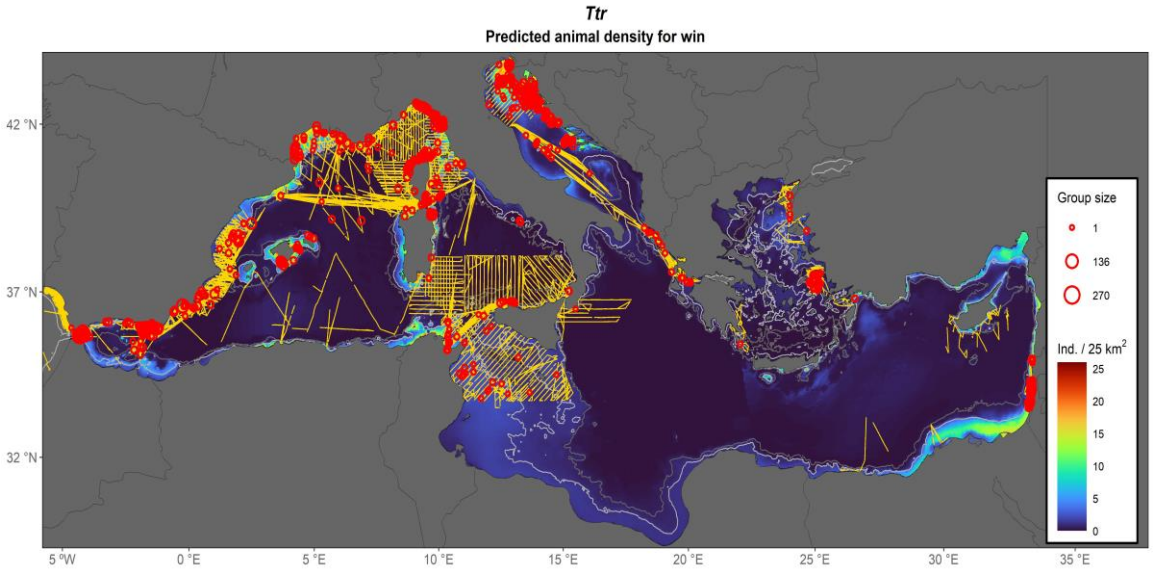 Ttr
Predicted animal density for win
42 °N
37 °N
32 °N
5 °W
0 °E
5 °E
10 °E
15 °E
20 °E
25 °E
30 °E
35 °E
Group size
1
136
270
Ind. / 25 km²
25
20
15
10
5
0